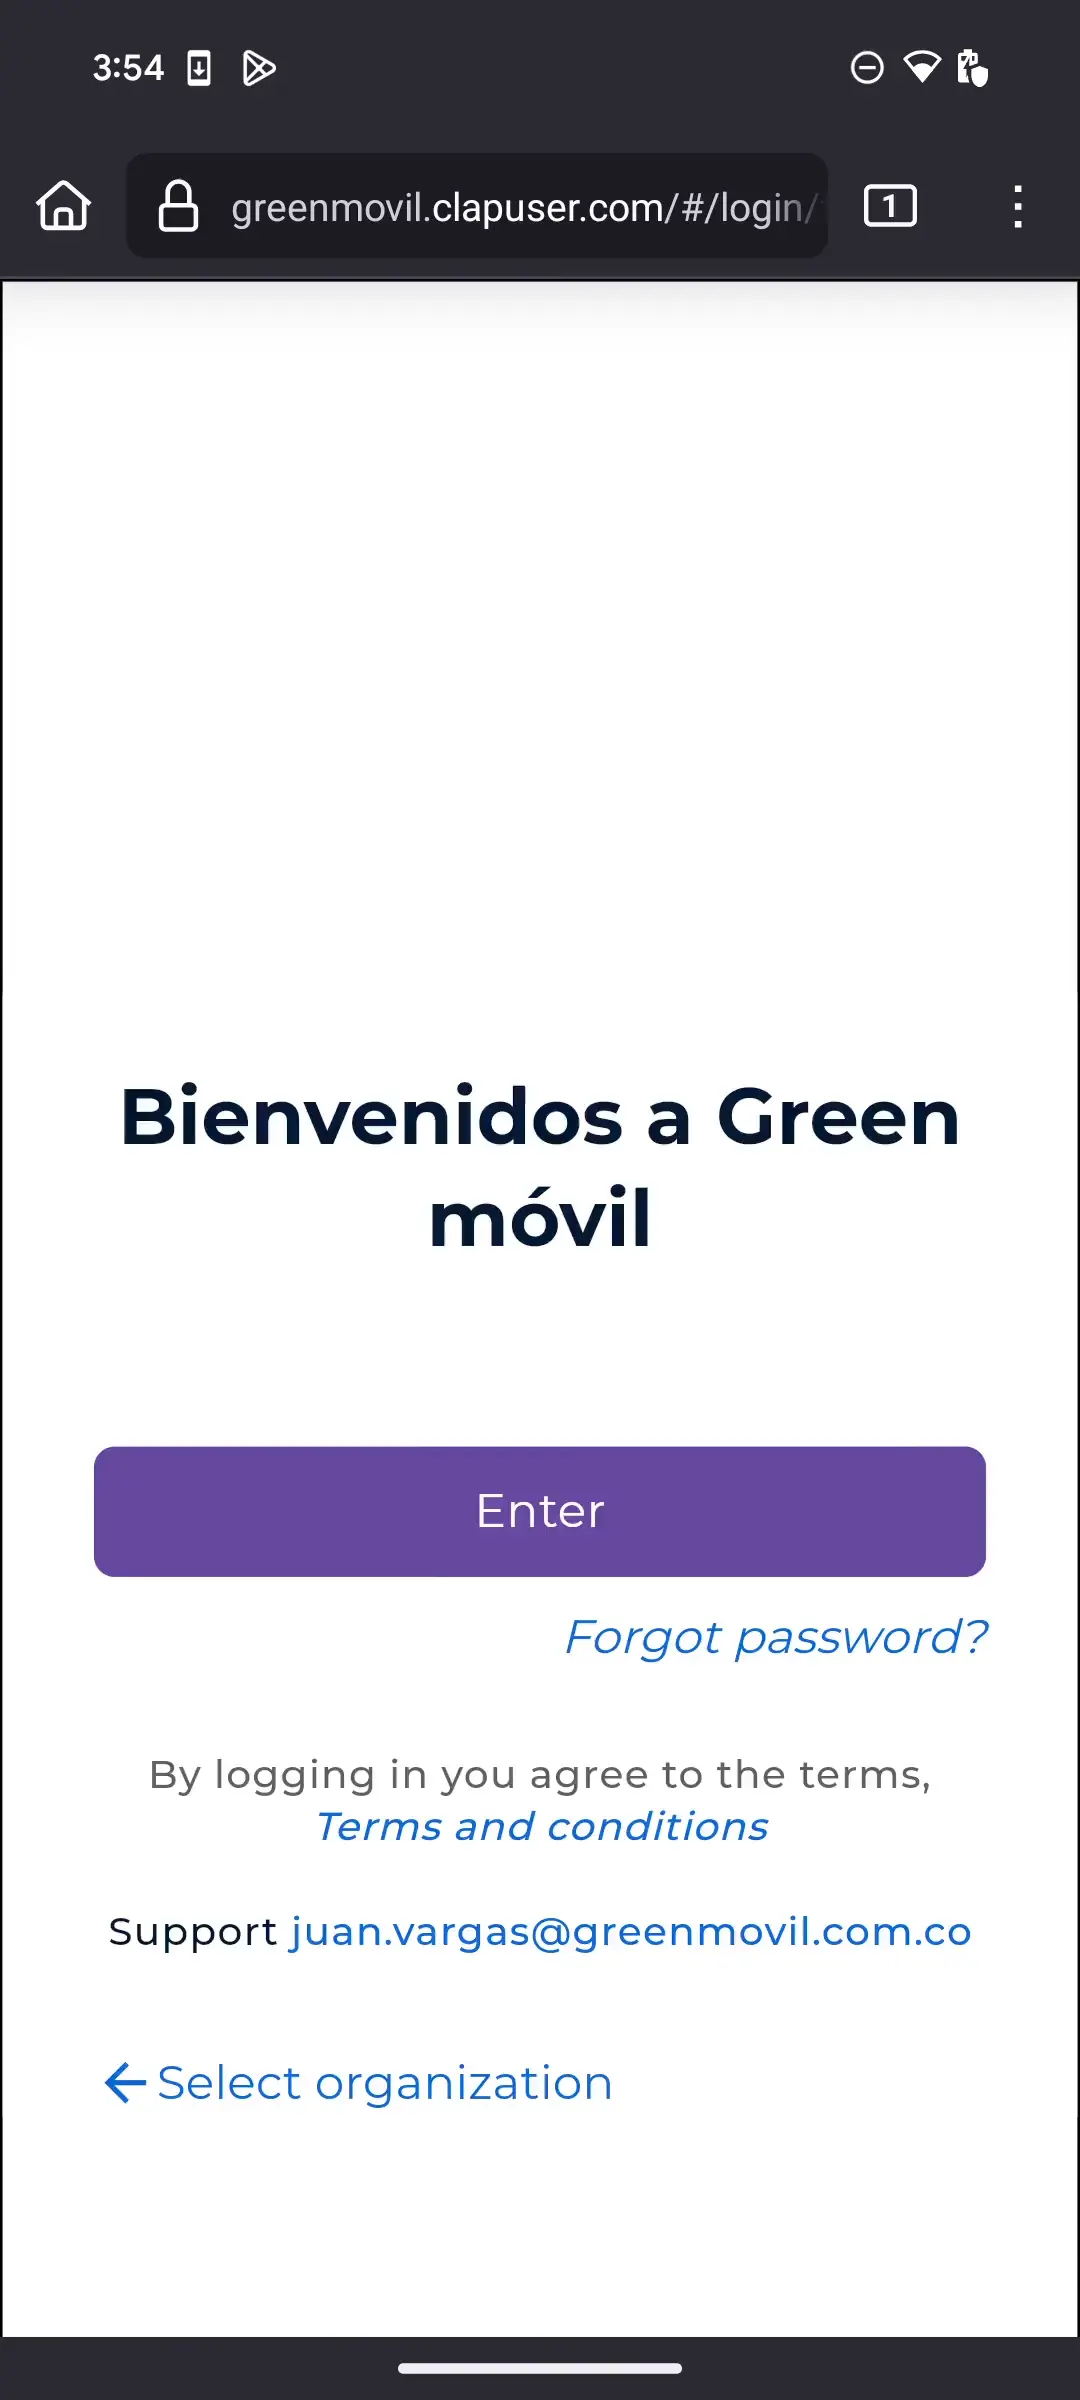 3:54
greenmovil.clapuser.com/#/login/
1
Bienvenidos a Green
móvil
Enter
Forgot password?
By logging in you agree to the terms,
Terms and conditions
Support juan.vargas@greenmovil.com.co
Select organization